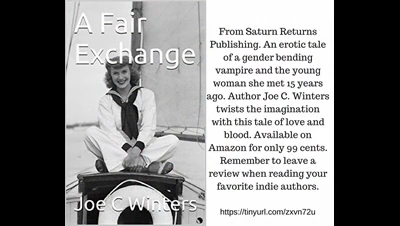 A Fair
Exchange
Joe C Winters
From Saturn Returns
Publishing. An erotic tale
of a gender bending
vampire and the young
woman she met 15 years
ago. Author Joe C. Winters
twists the imagination
with this tale of love and
blood. Available on
Amazon for only 99 cents.
Remember to leave a
review when reading your
favorite indie authors.
https://tinyurl.com/zxvn72u